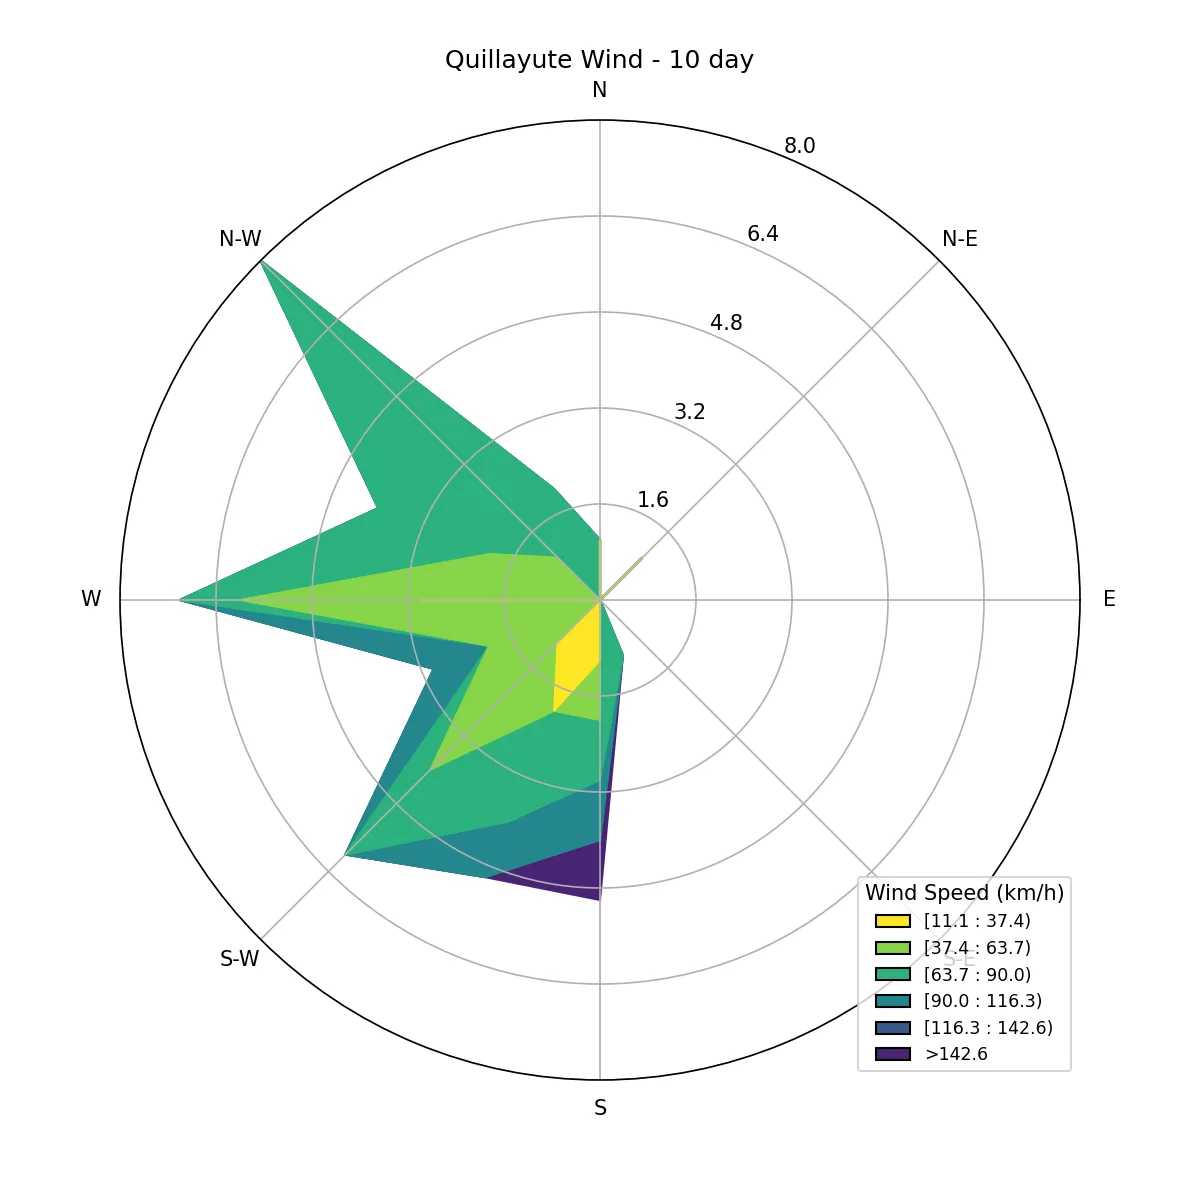 Quillayute Wind - 10 day
N
8.0
N-W
6.4
N-E
4.8
3.2
1.6
W
E
S-W
S-E
S
Wind Speed (km/h)
[11.1 : 37.4)
[37.4 : 63.7)
[63.7 : 90.0)
[90.0 : 116.3)
[116.3 : 142.6)
>142.6